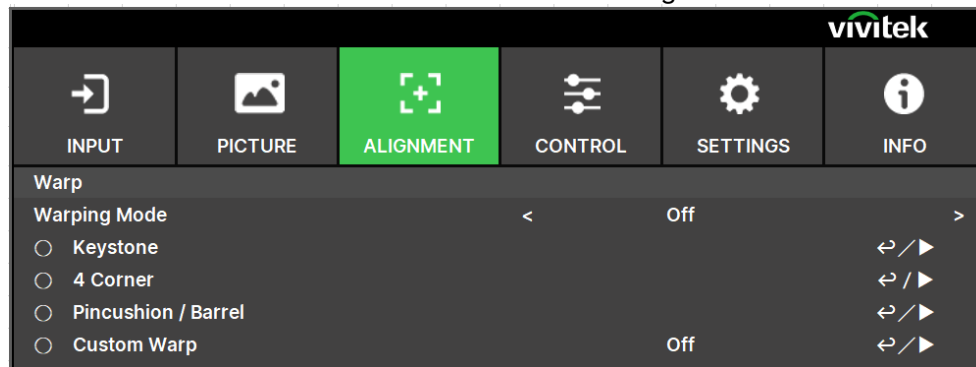 vivitek
INPUT PICTURE ALIGNMENT CONTROL SETTINGS INFO
Warp
Warping Mode < Off >
Keystone ↩/▶
4 Corner ↩/▶
Pincushion / Barrel ↩/▶
Custom Warp Off ↩/▶